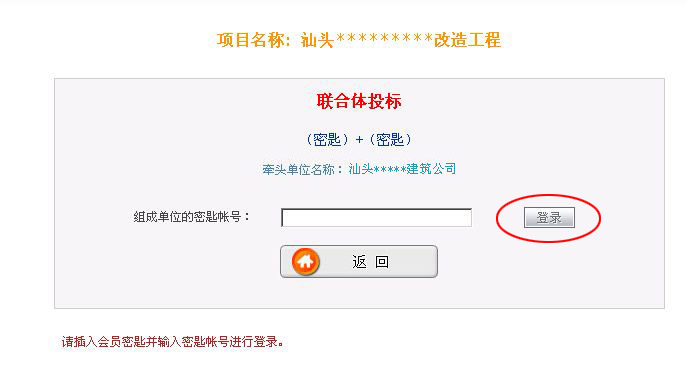 项目名称: 汕头*********改造工程
联合体投标
（密匙）+（密匙）
牵头单位名称：汕头*****建筑公司
组成单位的密匙帐号： 登录
返 回
请插入会员密匙并输入密匙帐号进行登录。